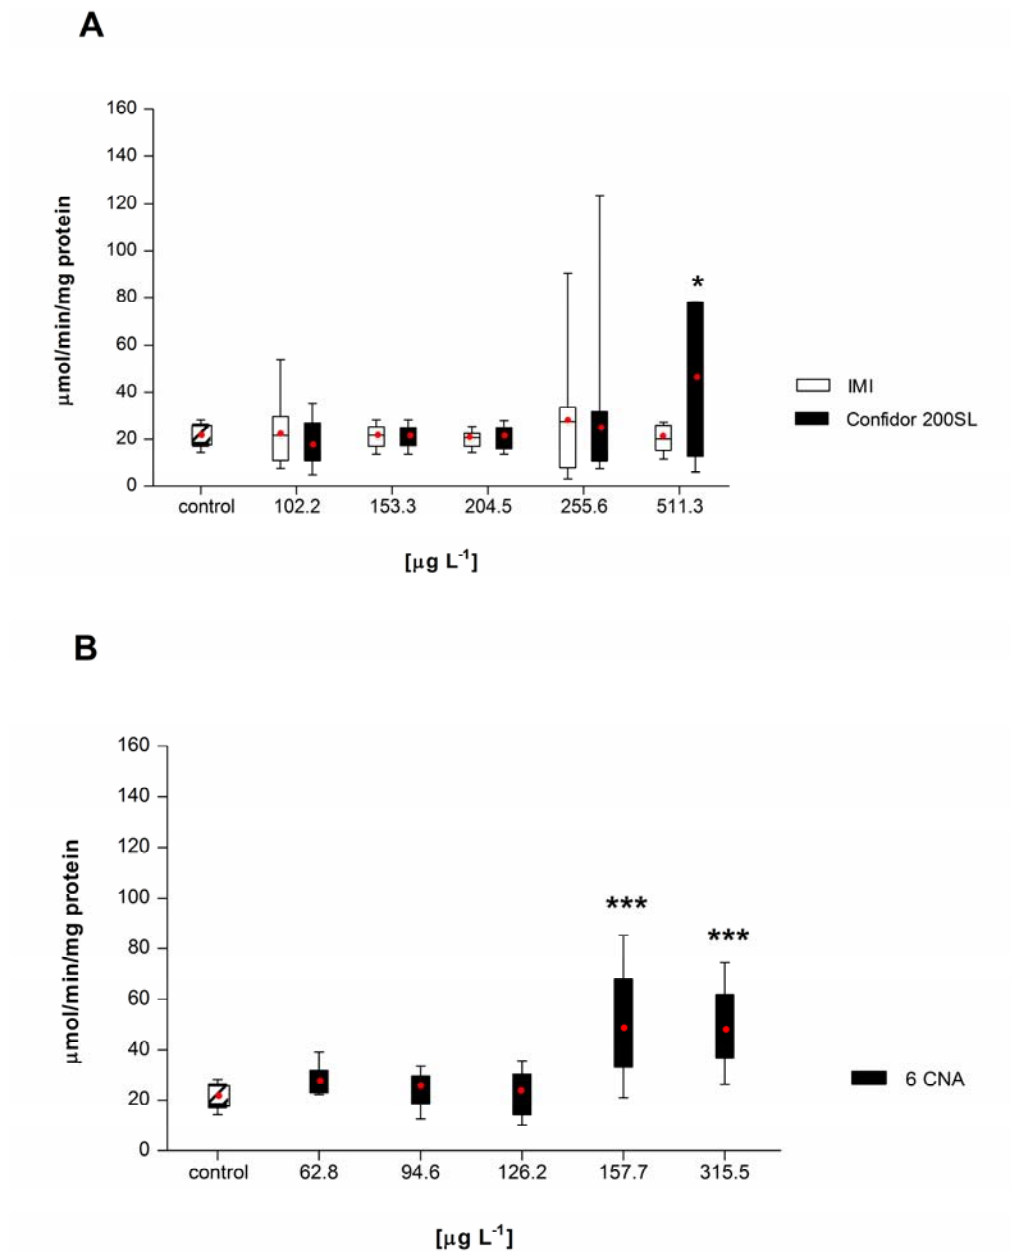 A
160
140
120
100
80
60
40
20
0
μmol/min/mg protein
*
control 102.2 153.3 204.5 255.6 511.3
[μg L⁻¹]
IMI
Confidor 200SL
B
160
140
120
100
80
60
40
20
0
μmol/min/mg protein
***
***
control 62.8 94.6 126.2 157.7 315.5
[μg L⁻¹]
6 CNA